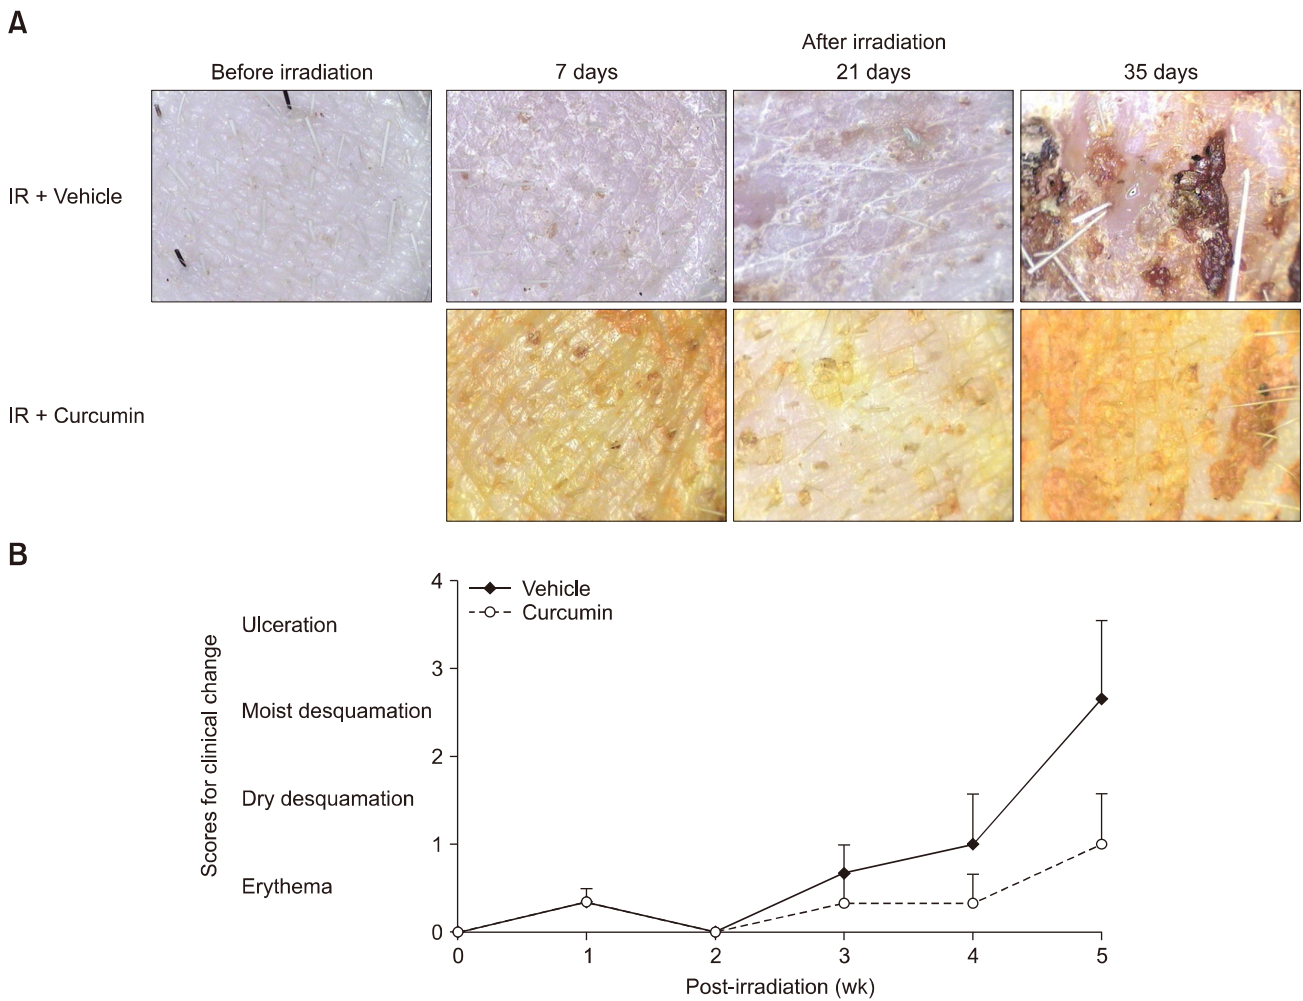 A
After irradiation
Before irradiation
7 days
21 days
35 days
IR + Vehicle
IR + Curcumin
B
Scores for clinical change
Ulceration
Moist desquamation
Dry desquamation
Erythema
4
3
2
1
0
Vehicle
Curcumin
0
1
2
3
4
5
Post-irradiation (wk)